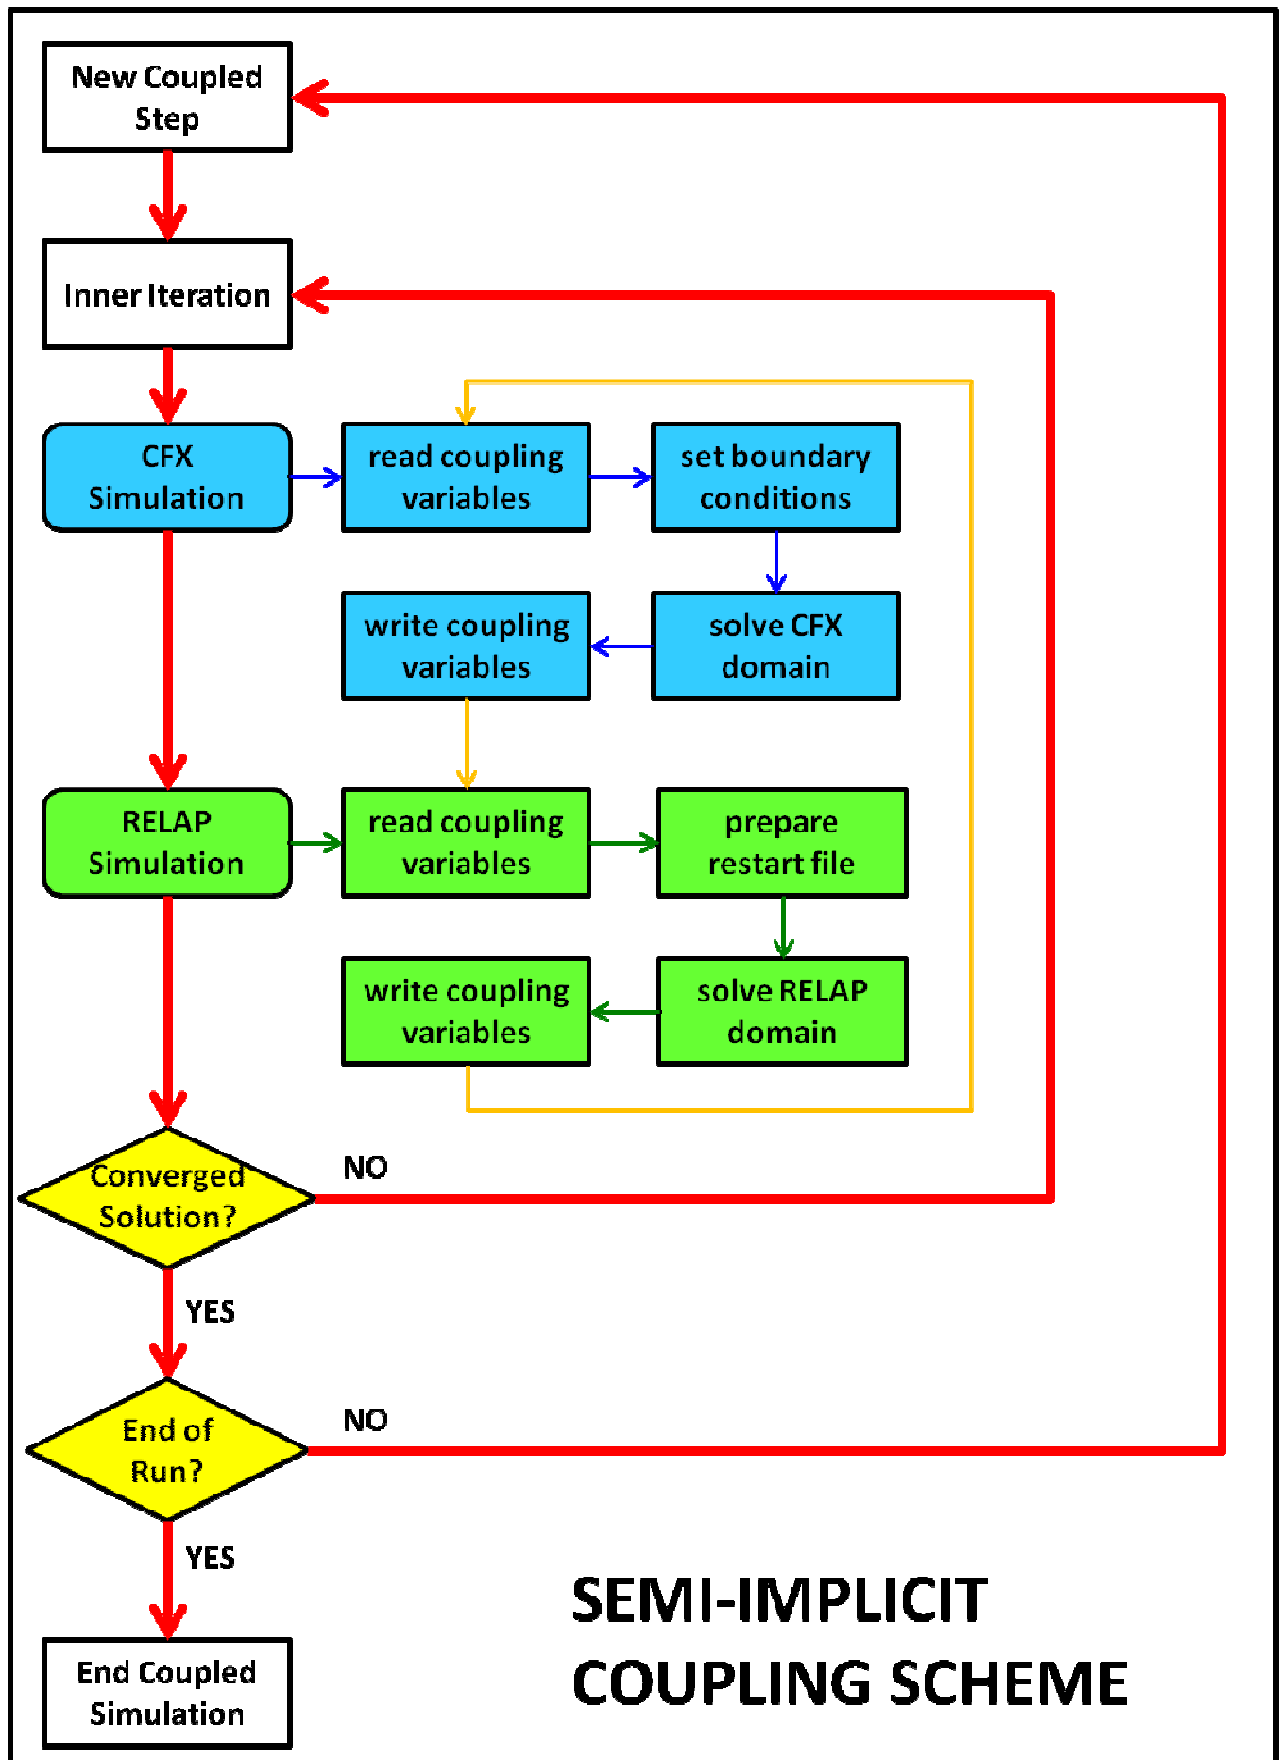 New Coupled
Step
Inner Iteration
CFX
Simulation
read coupling
variables
set boundary
conditions
write coupling
variables
solve CFX
domain
RELAP
Simulation
read coupling
variables
prepare
restart file
write coupling
variables
solve RELAP
domain
Converged
Solution?
NO
YES
End of
Run?
NO
YES
End Coupled
Simulation
SEMI-IMPLICIT
COUPLING SCHEME